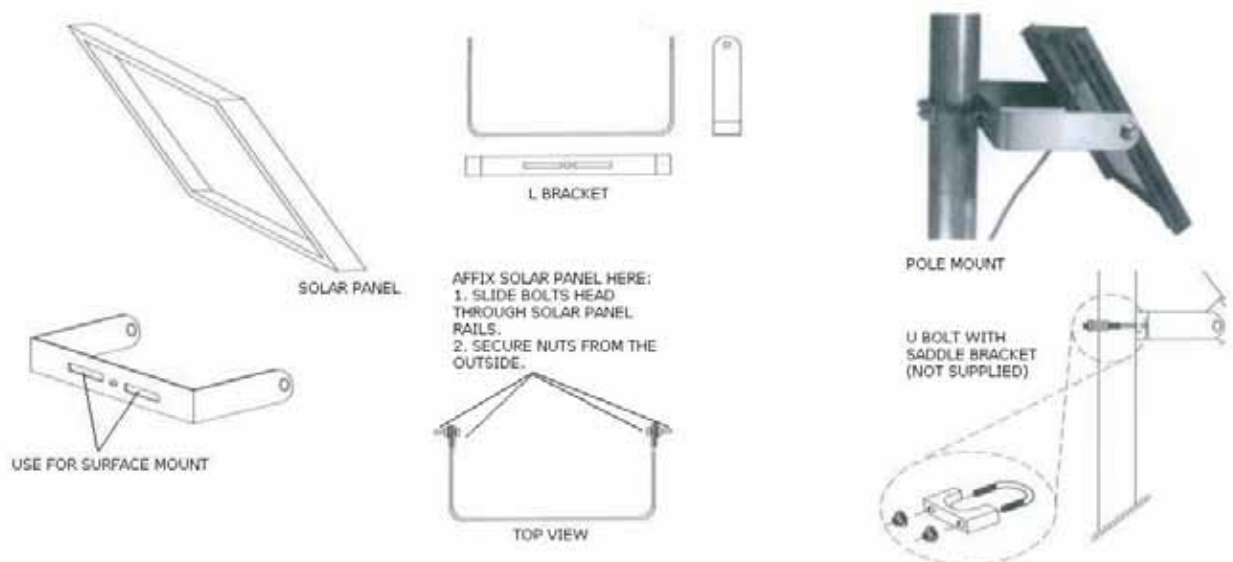 SOLAR PANEL
USE FOR SURFACE MOUNT
L BRACKET
AFFIX SOLAR PANEL HERE:
1. SLIDE BOLTS HEAD
THROUGH SOLAR PANEL
RAILS.
2. SECURE NUTS FROM THE
OUTSIDE.
TOP VIEW
POLE MOUNT
U BOLT WITH
SADDLE BRACKET
(NOT SUPPLIED)